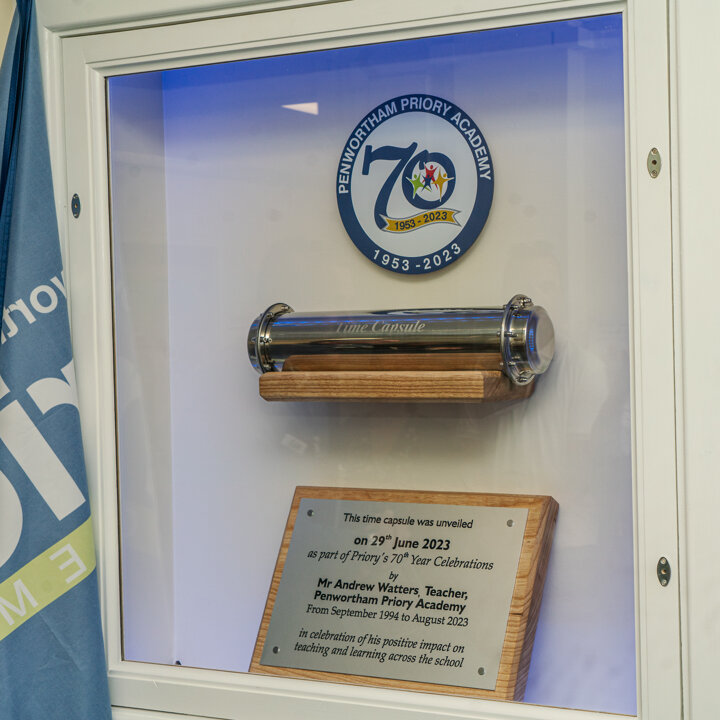 PENWORTHAM PRIORY ACADEMY
70
1953 - 2023
1953 - 2023
Time Capsule
This time capsule was unveiled
on 29th June 2023
as part of Priory's 70th Year Celebrations
by
Mr Andrew Watters, Teacher,
Penwortham Priory Academy
From September 1994 to August 2023
in celebration of his positive impact on
teaching and learning across the school